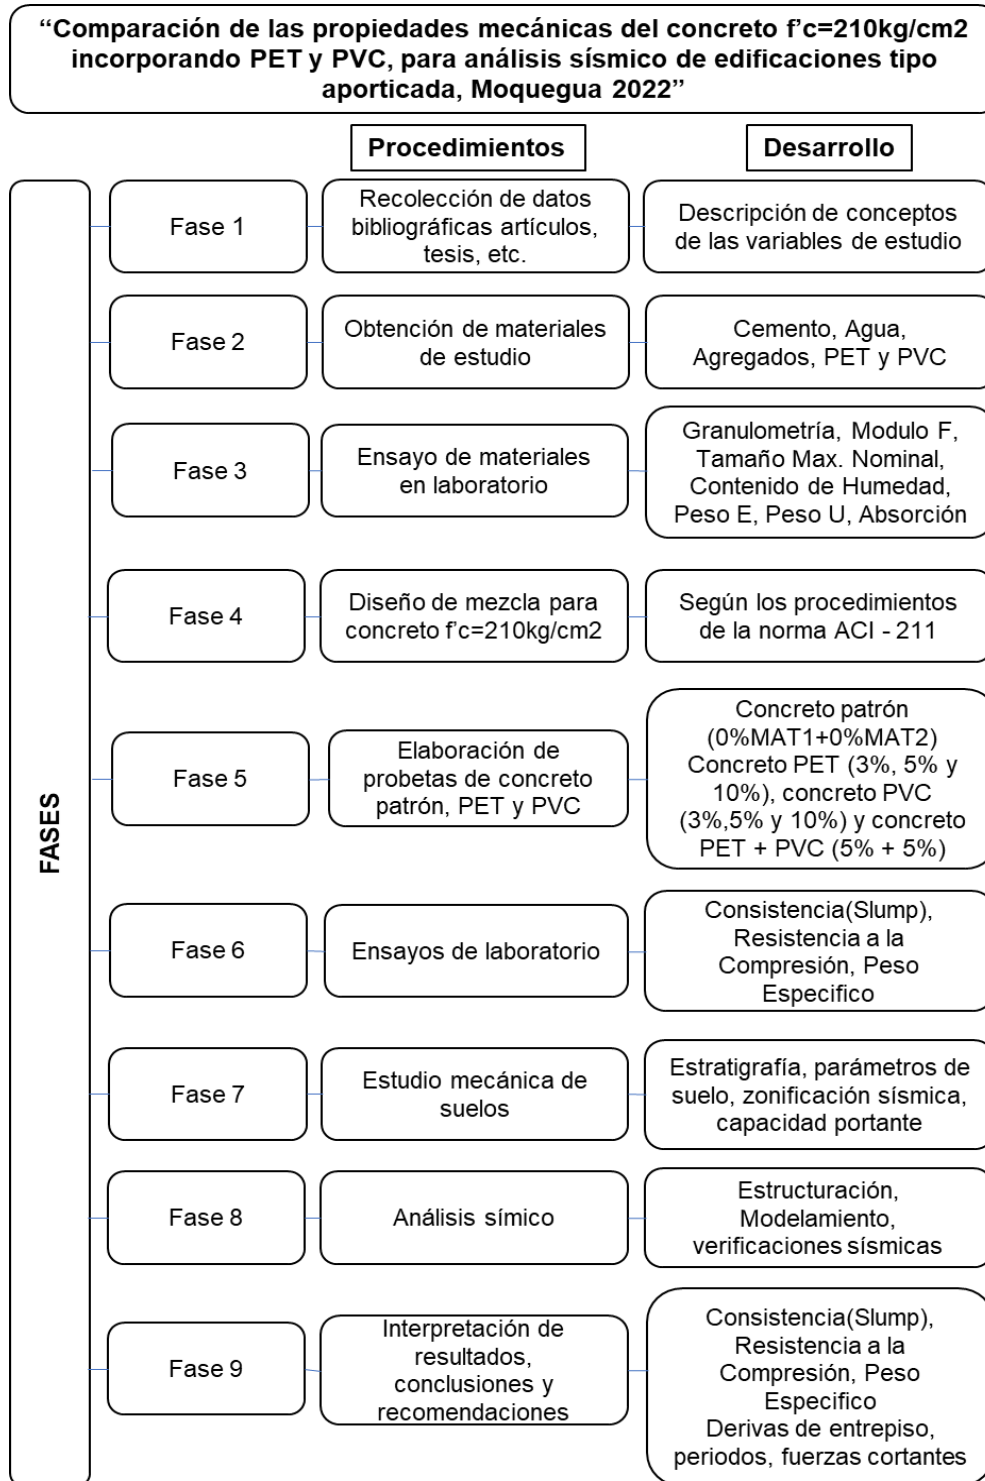 “Comparación de las propiedades mecánicas del concreto f’c=210kg/cm2
incorporando PET y PVC, para análisis sísmico de edificaciones tipo
aporticada, Moquegua 2022”
Procedimientos
Desarrollo
FASES
Fase 1
Recolección de datos
bibliográficas artículos,
tesis, etc.
Descripción de conceptos
de las variables de estudio
Fase 2
Obtención de materiales
de estudio
Cemento, Agua,
Agregados, PET y PVC
Fase 3
Ensayo de materiales
en laboratorio
Granulometría, Modulo F,
Tamaño Max. Nominal,
Contenido de Humedad,
Peso E, Peso U, Absorción
Fase 4
Diseño de mezcla para
concreto f’c=210kg/cm2
Según los procedimientos
de la norma ACI - 211
Fase 5
Elaboración de
probetas de concreto
patrón, PET y PVC
Concreto patrón
(0%MAT1+0%MAT2)
Concreto PET (3%, 5% y
10%), concreto PVC
(3%,5% y 10%) y concreto
PET + PVC (5% + 5%)
Fase 6
Ensayos de laboratorio
Consistencia(Slump),
Resistencia a la
Compresión, Peso
Especifico
Fase 7
Estudio mecánica de
suelos
Estratigrafía, parámetros de
suelo, zonificación sísmica,
capacidad portante
Fase 8
Análisis símico
Estructuración,
Modelamiento,
verificaciones sísmicas
Fase 9
Interpretación de
resultados,
conclusiones y
recomendaciones
Consistencia(Slump),
Resistencia a la
Compresión, Peso
Especifico
Derivas de entrepiso,
periodos, fuerzas cortantes